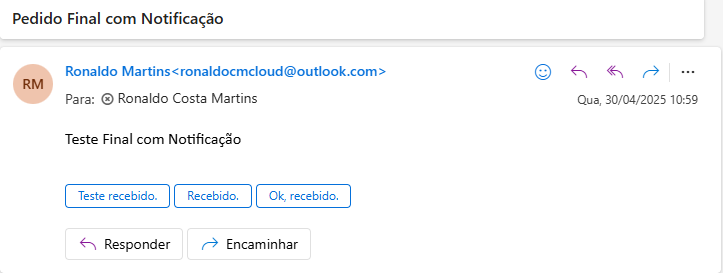 Pedido Final com Notificação
RM
Ronaldo Martins<ronaldocmcloud@outlook.com>
Para: Ronaldo Costa Martins
Qua, 30/04/2025 10:59
Teste Final com Notificação
Teste recebido. Recebido. Ok, recebido.
Responder Encaminhar